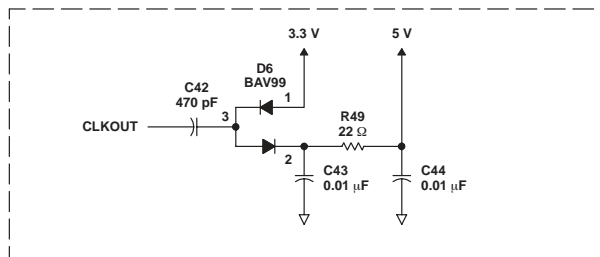 3.3 V
5 V
D6
BAV99
C42
470 pF
1
3
R49
22 Ω
CLKOUT
2
C43
0.01 μF
C44
0.01 μF